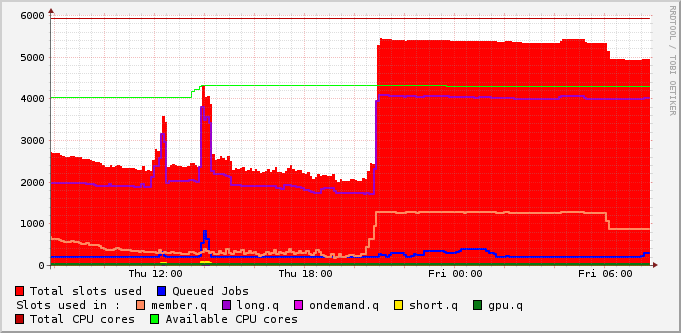 6000
5000
4000
3000
2000
1000
0
Thu 12:00 Thu 18:00 Fri 00:00 Fri 06:00
RRDTOOL / TOBI OETIKER
Total slots used Queued Jobs
Slots used in : member.q long.q ondemand.q short.q gpu.q
Total CPU cores Available CPU cores